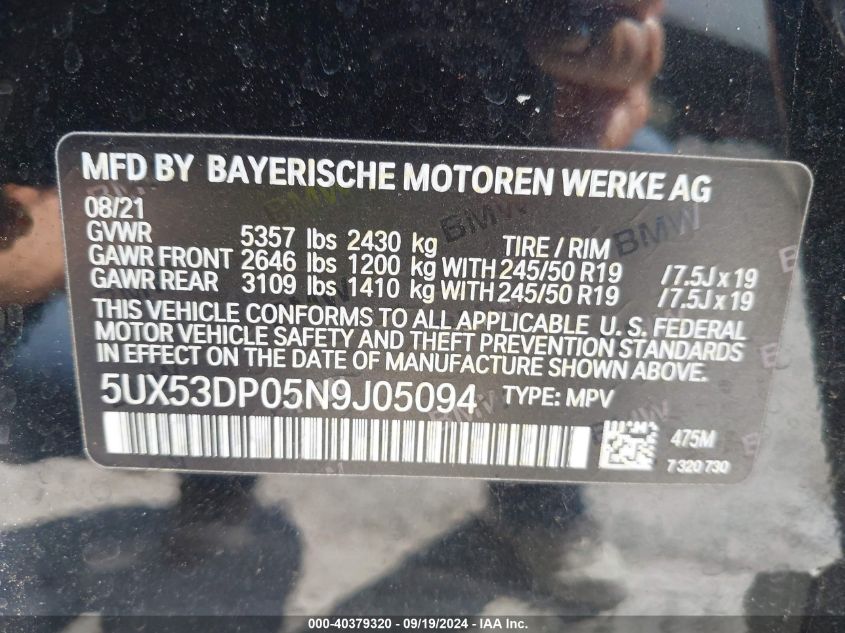 MFD BY BAYERISCHE MOTOREN WERKE AG
08/21
GVWR 5357 lbs 2430 kg TIRE / RIM
GAWR FRONT 2646 lbs 1200 kg WITH 245/50 R19 /7.5J x 19
GAWR REAR 3109 lbs 1410 kg WITH 245/50 R19 /7.5J x 19
THIS VEHICLE CONFORMS TO ALL APPLICABLE U. S. FEDERAL
MOTOR VEHICLE SAFETY AND THEFT PREVENTION STANDARDS
IN EFFECT ON THE DATE OF MANUFACTURE SHOWN ABOVE.
5UX53DP05N9J05094 TYPE: MPV
475M
7 320 730
000-40379320 - 09/19/2024 - IAA Inc.